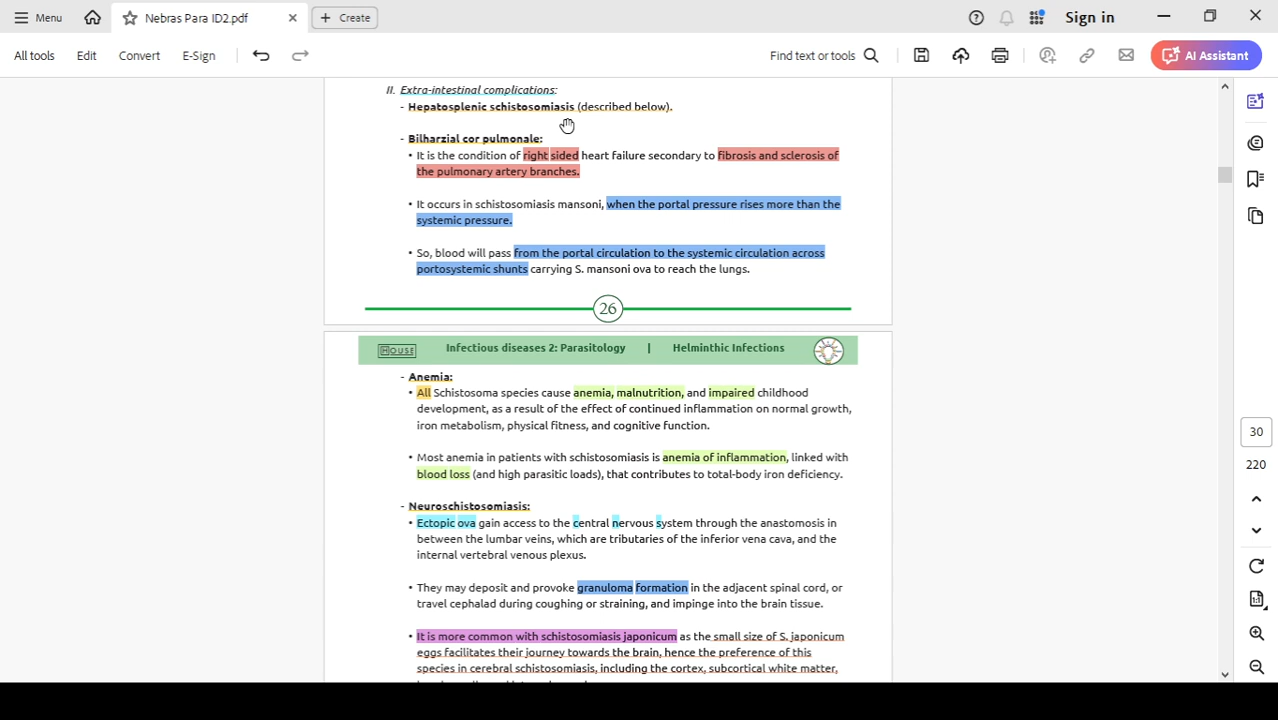 Menu
Nebras Para ID2.pdf
Create
Sign in
All tools
Edit
Convert
E-Sign
Find text or tools
AI Assistant
II. Extra-intestinal complications:
- Hepatosplenic schistosomiasis (described below).
- Bilharzial cor pulmonale:
• It is the condition of right sided heart failure secondary to fibrosis and sclerosis of
the pulmonary artery branches.
• It occurs in schistosomiasis mansoni, when the portal pressure rises more than the
systemic pressure.
• So, blood will pass from the portal circulation to the systemic circulation across
portosystemic shunts carrying S. mansoni ova to reach the lungs.
26
HOUSE
Infectious diseases 2: Parasitology | Helminthic Infections
- Anemia:
• All Schistosoma species cause anemia, malnutrition, and impaired childhood
development, as a result of the effect of continued inflammation on normal growth,
iron metabolism, physical fitness, and cognitive function.
• Most anemia in patients with schistosomiasis is anemia of inflammation, linked with
blood loss (and high parasitic loads), that contributes to total-body iron deficiency.
- Neuroschistosomiasis:
• Ectopic ova gain access to the central nervous system through the anastomosis in
between the lumbar veins, which are tributaries of the inferior vena cava, and the
internal vertebral venous plexus.
• They may deposit and provoke granuloma formation in the adjacent spinal cord, or
travel cephalad during coughing or straining, and impinge into the brain tissue.
• It is more common with schistosomiasis japonicum as the small size of S. japonicum
eggs facilitates their journey towards the brain, hence the preference of this
species in cerebral schistosomiasis, including the cortex, subcortical white matter,
30
220